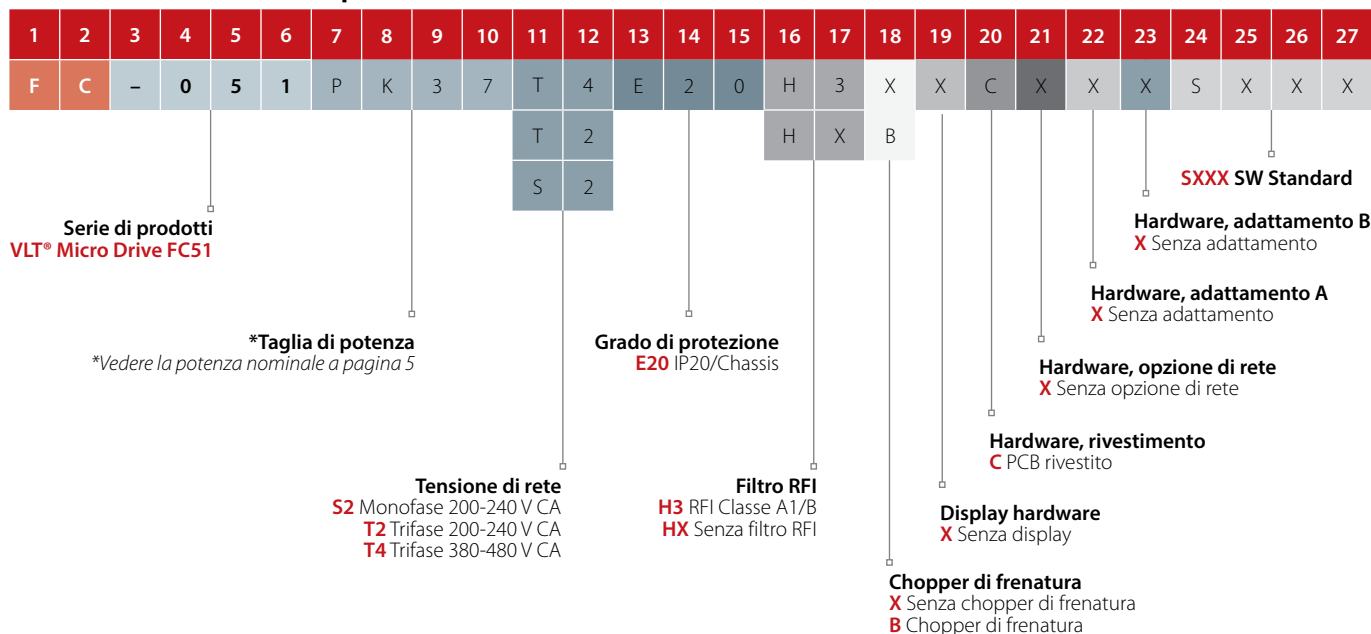 1 2 3 4 5 6 7 8 9 10 11 12 13 14 15 16 17 18 19 20 21 22 23 24 25 26 27
F C – 0 5 1 P K 3 7 T 4 E 2 0 H 3 X X C X X X S X X X
T 2 H X B
S 2
SXXX SW Standard
Serie di prodotti
VLT® Micro Drive FC51
Hardware, adattamento B
X Senza adattamento
Hardware, adattamento A
X Senza adattamento
*Taglia di potenza
*Vedere la potenza nominale a pagina 5
Grado di protezione
E20 IP20/Chassis
Hardware, opzione di rete
X Senza opzione di rete
Hardware, rivestimento
C PCB rivestito
Tensione di rete
S2 Monofase 200-240 V CA
T2 Trifase 200-240 V CA
T4 Trifase 380-480 V CA
Filtro RFI
H3 RFI Classe A1/B
HX Senza filtro RFI
Display hardware
X Senza display
Chopper di frenatura
X Senza chopper di frenatura
B Chopper di frenatura